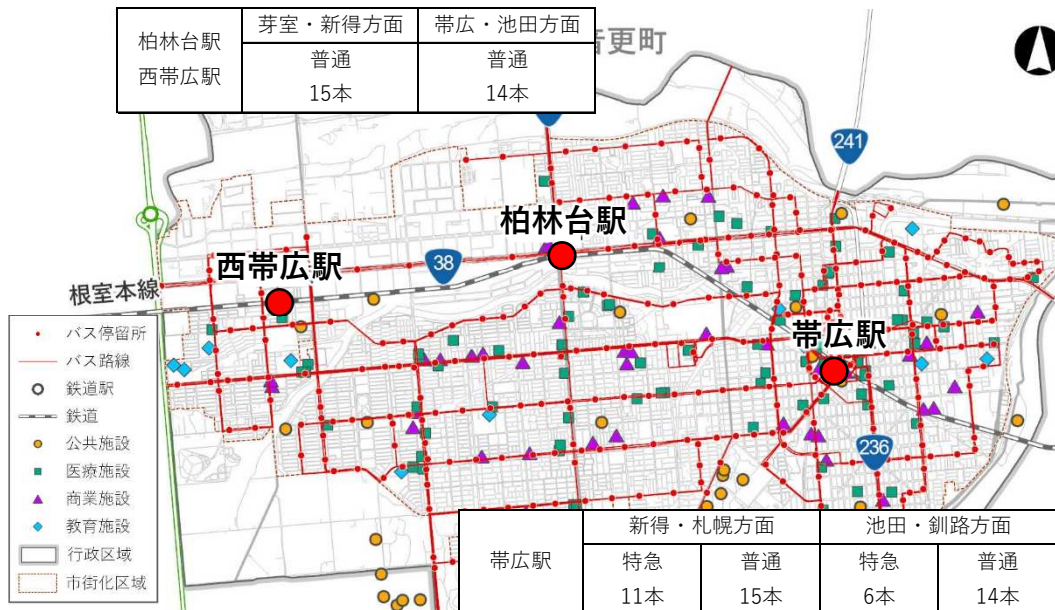 柏林台駅
西帯広駅
芽室・新得方面
帯広・池田方面
普通
普通
15本
14本
音更町
241
柏林台駅
38
西帯広駅
根室本線
帯広駅
236
バス停留所
バス路線
鉄道駅
鉄道
公共施設
医療施設
商業施設
教育施設
行政区域
市街化区域
帯広駅
新得・札幌方面
池田・釧路方面
特急
普通
特急
普通
11本
15本
6本
14本